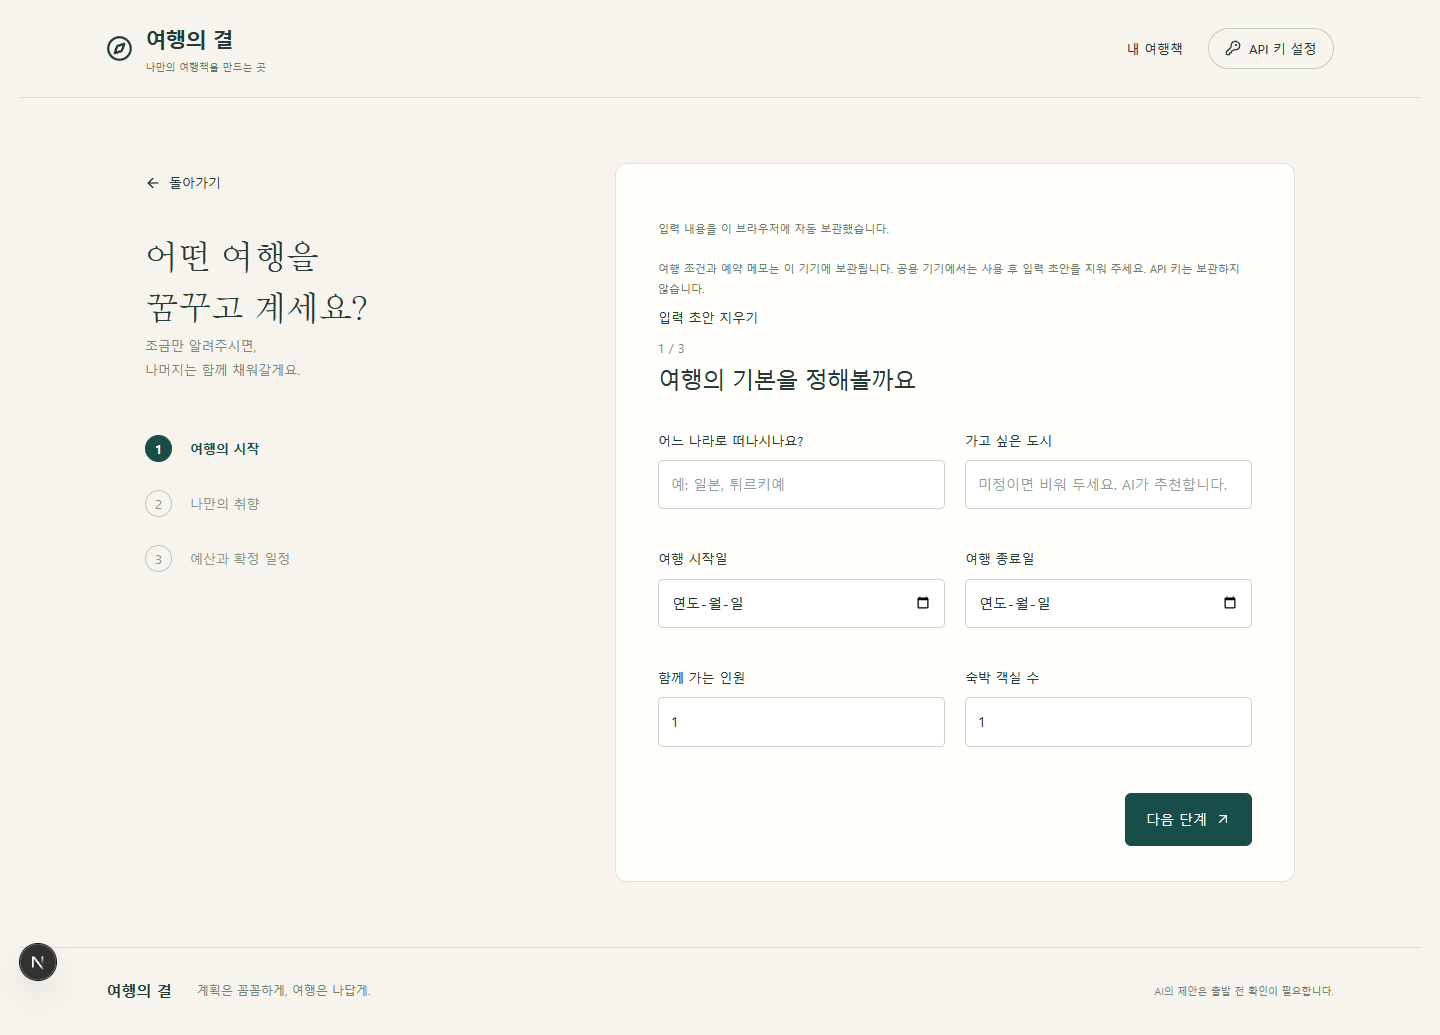 여행의 결
나만의 여행책을 만드는 곳
내 여행책
API 키 설정
돌아가기
어떤 여행을
꿈꾸고 계세요?
조금만 알려주시면,
나머지는 함께 채워갈게요.
1 여행의 시작
2 나만의 취향
3 예산과 확정 일정
입력 내용을 이 브라우저에 자동 보관했습니다.
여행 조건과 예약 메모는 이 기기에 보관됩니다. 공용 기기에서는 사용 후 입력 초안을 지워 주세요. API 키는 보관하지
않습니다.
입력 초안 지우기
1 / 3
여행의 기본을 정해볼까요
어느 나라로 떠나시나요?
예: 일본, 튀르키예
가고 싶은 도시
미정이면 비워 두세요. AI가 추천합니다.
여행 시작일
연도-월-일
여행 종료일
연도-월-일
함께 가는 인원
1
숙박 객실 수
1
다음 단계
N
여행의 결
계획은 꼼꼼하게, 여행은 나답게.
AI의 제안은 출발 전 확인이 필요합니다.